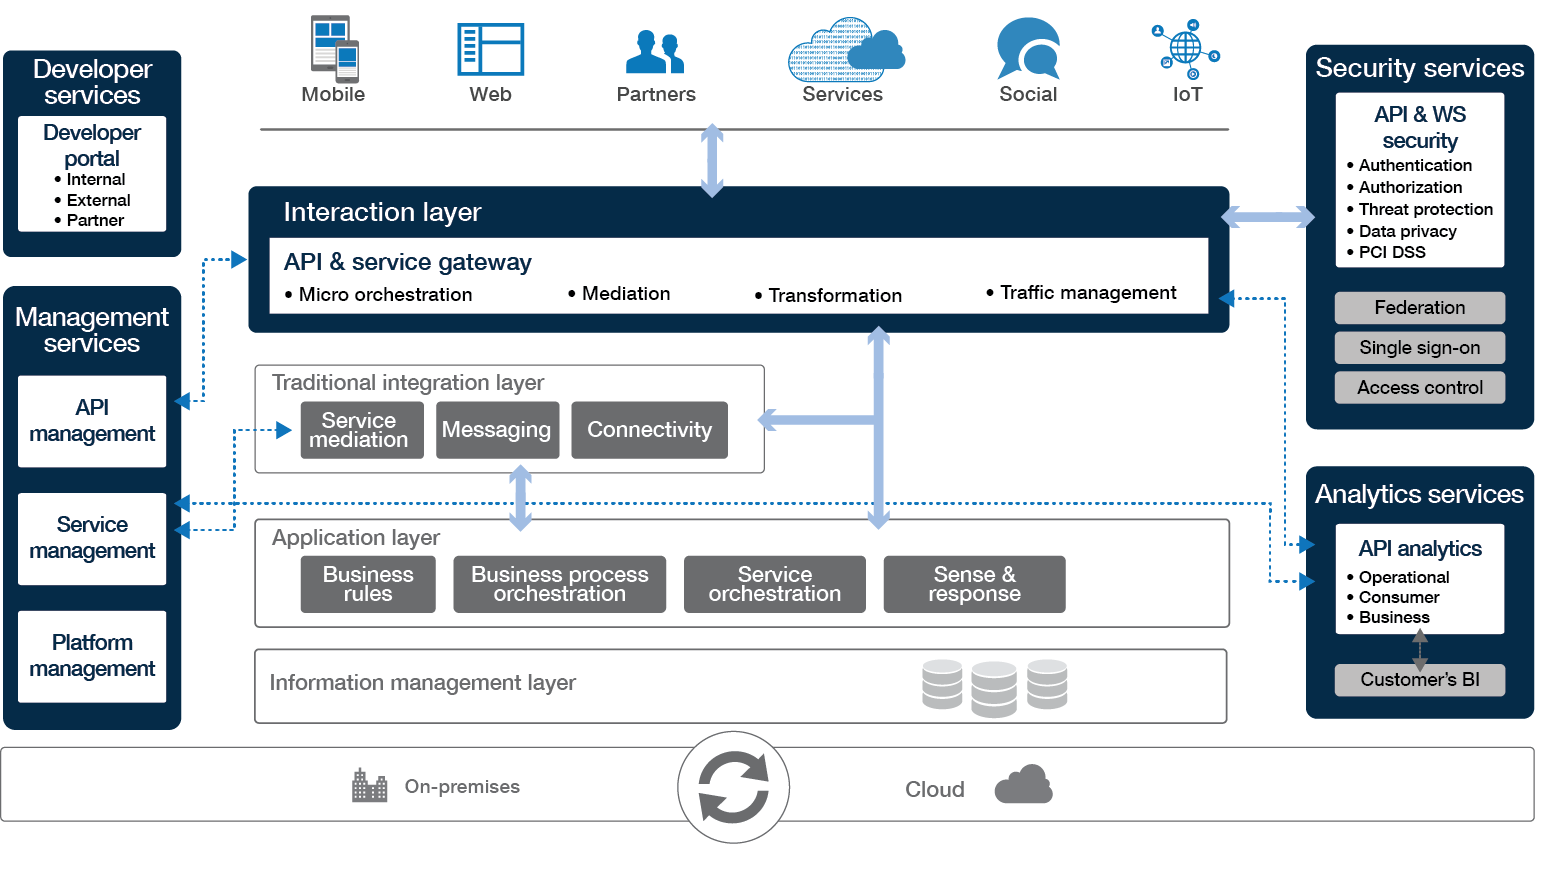 Mobile
Web
Partners
Services
Social
IoT
Developer
services
Developer
portal
• Internal
• External
• Partner
Management
services
API
management
Service
management
Platform
management
Interaction layer
API & service gateway
• Micro orchestration
• Mediation
• Transformation
• Traffic management
Traditional integration layer
Service
mediation
Messaging
Connectivity
Application layer
Business
rules
Business process
orchestration
Service
orchestration
Sense &
response
Information management layer
Security services
API & WS
security
• Authentication
• Authorization
• Threat protection
• Data privacy
• PCI DSS
Federation
Single sign-on
Access control
Analytics services
API analytics
• Operational
• Consumer
• Business
Customer’s BI
On-premises
Cloud